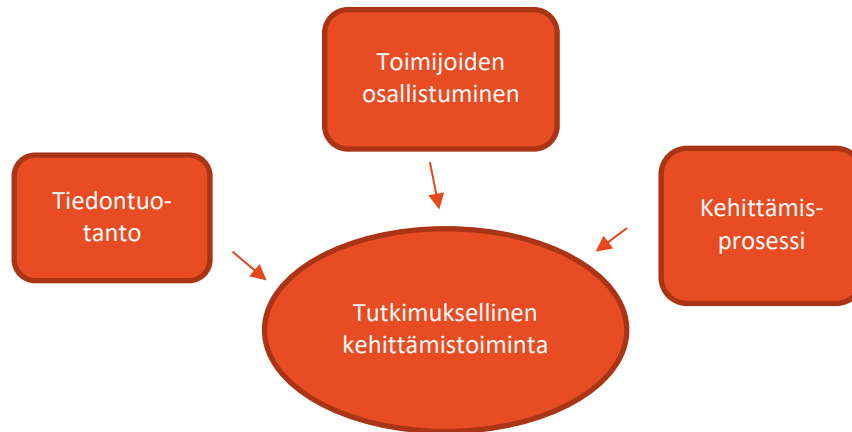 Toimijoiden
osallistuminen
Tiedontuo-
tanto
Kehittämis-
prosessi
Tutkimuksellinen
kehittämistoiminta